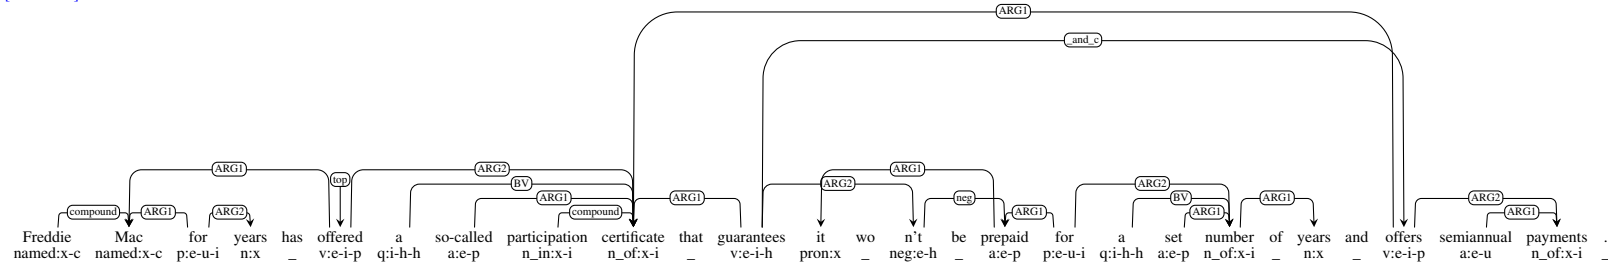 ARG1
_and_c
ARG1 top ARG2 ARG1
BV ARG2 ARG2 ARG2
ARG1 neg BV
compound ARG1 ARG2 compound ARG1 ARG1 ARG1 ARG1 ARG1
Freddie Mac for years has offered a so-called participation certificate that guarantees it wo n't be prepaid for a set number of years and offers semiannual payments .
named:x-c named:x-c p:e-u-i n:x _ v:e-i-p q:i-h-h a:e-p n_in:x-i n_of:x-i _ v:e-i-h pron:x _ neg:e-h _ a:e-p p:e-u-i q:i-h-h a:e-p n_of:x-i _ n:x _ v:e-i-p a:e-u n_of:x-i _